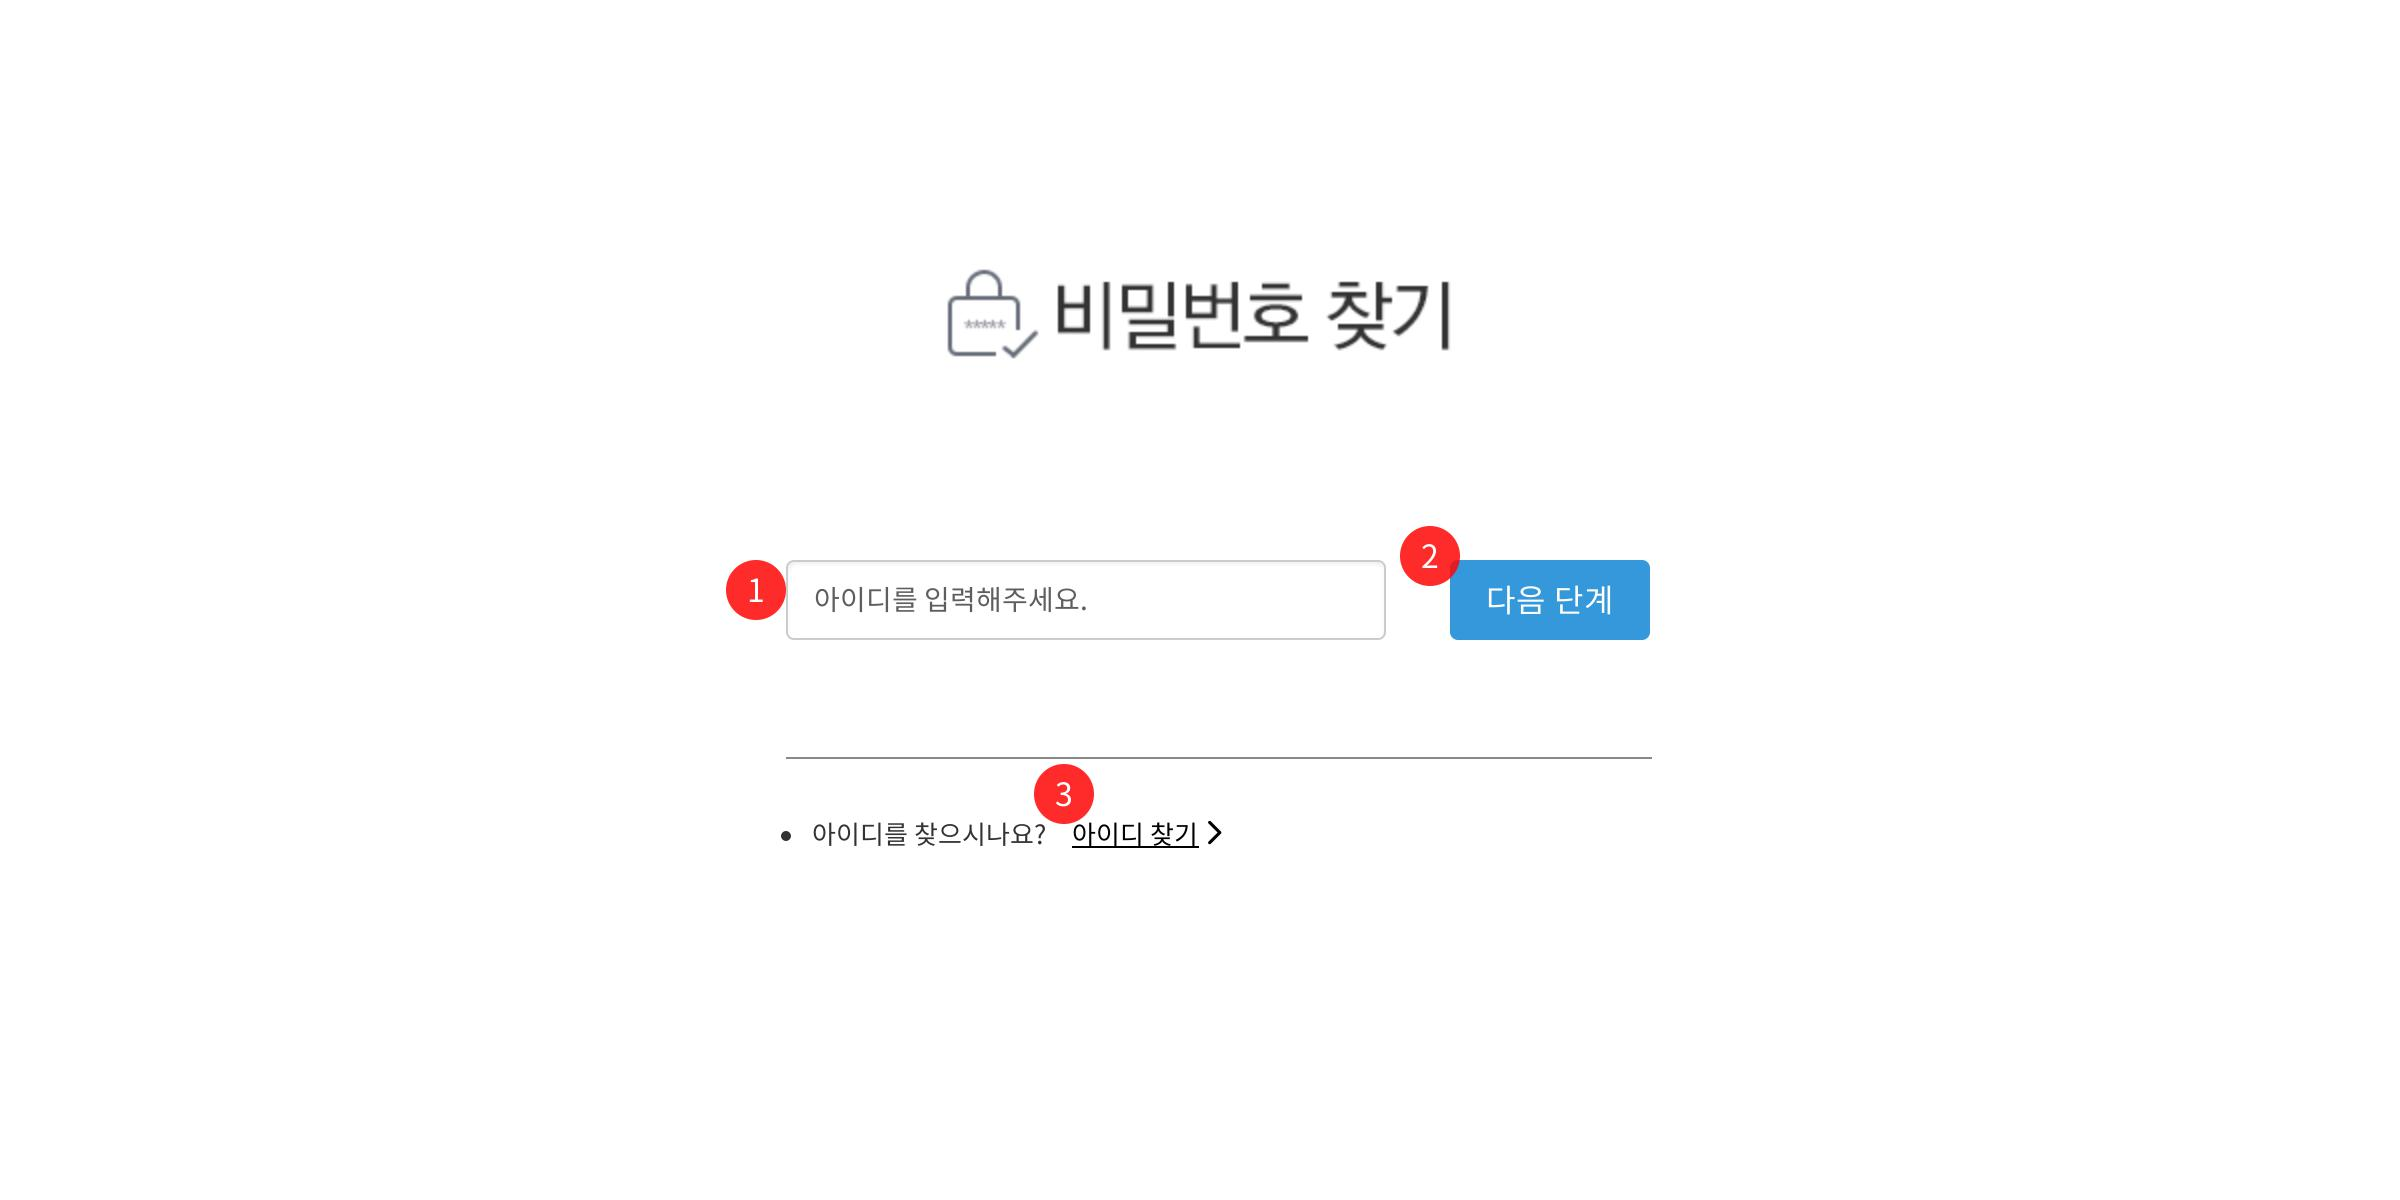 ***** 비밀번호 찾기
1 아이디를 입력해주세요.
2 다음 단계
3
• 아이디를 찾으시나요? 아이디 찾기 >